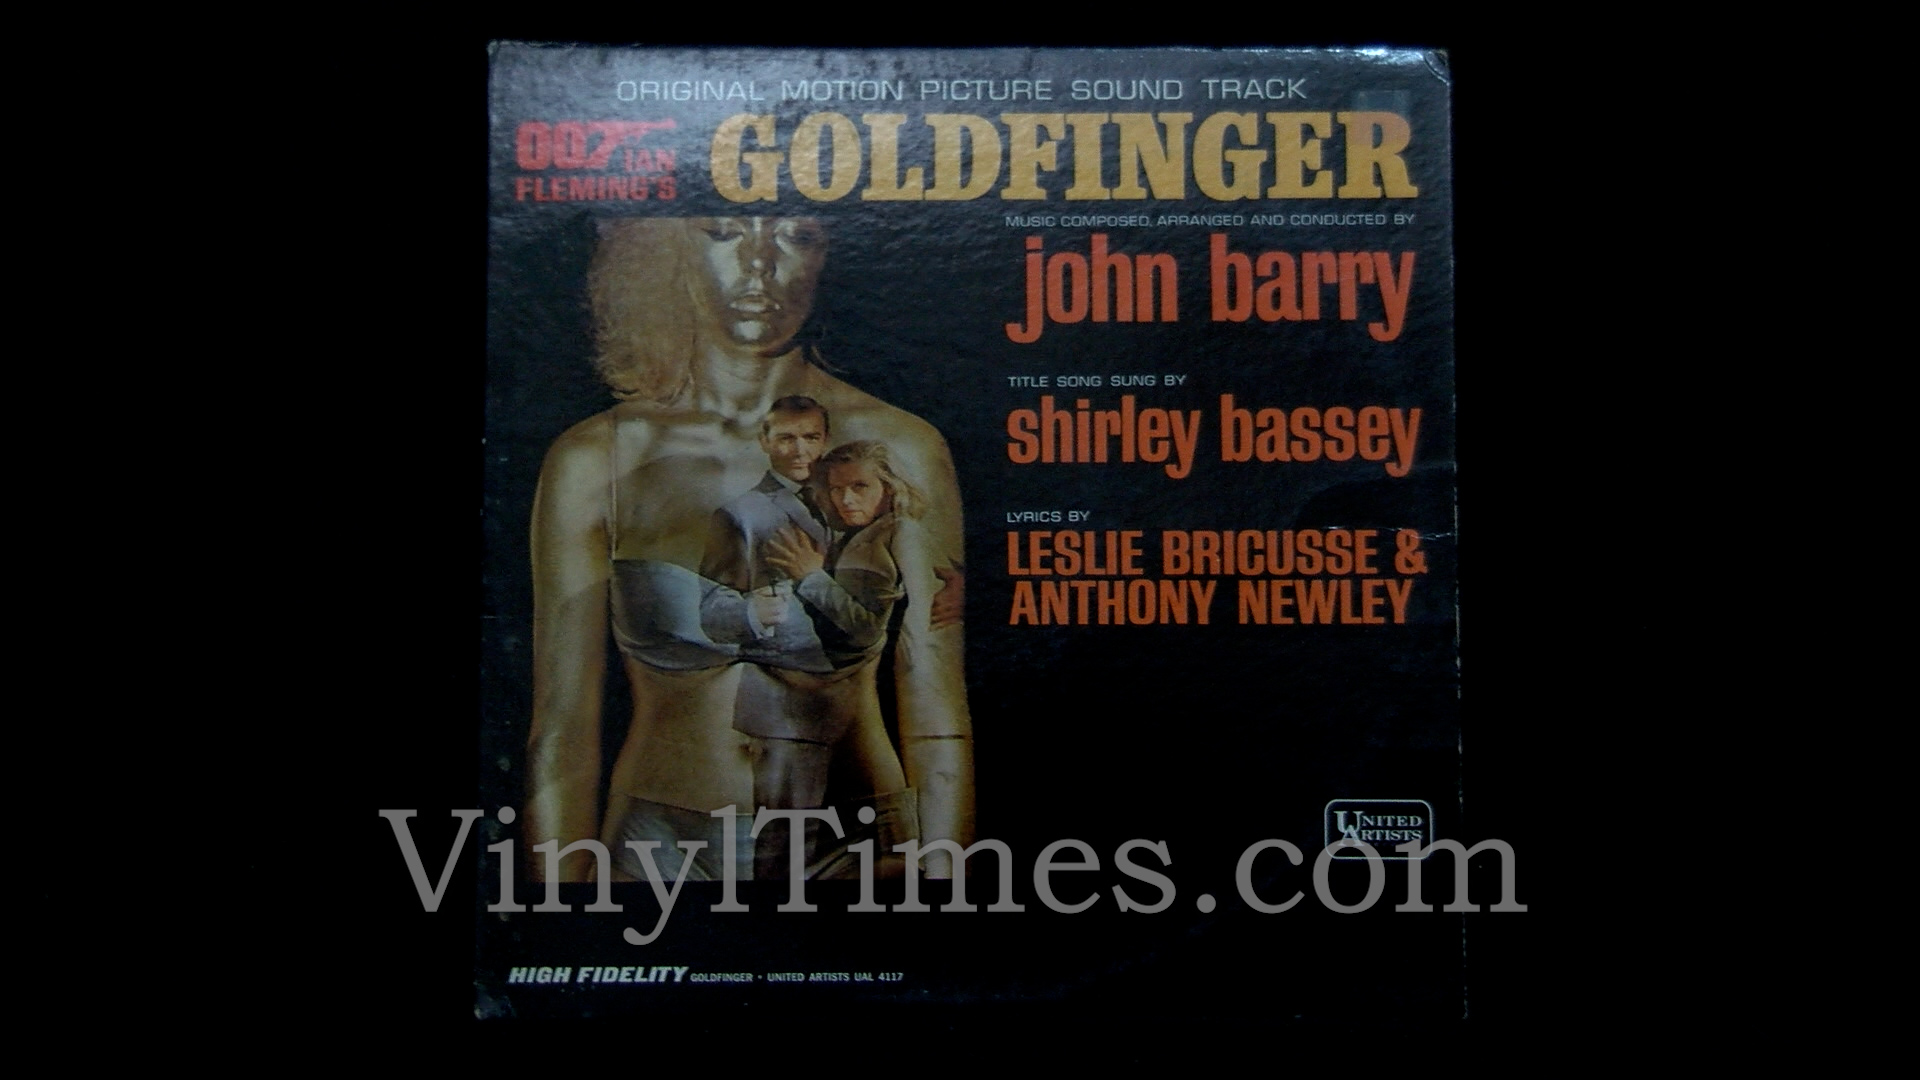 ORIGINAL MOTION PICTURE SOUND TRACK
007 IAN
FLEMING'S
GOLDFINGER
MUSIC COMPOSED, ARRANGED AND CONDUCTED BY
john barry
TITLE SONG SUNG BY
shirley bassey
LYRICS BY
LESLIE BRICUSSE &
ANTHONY NEWLEY
UNITED
ARTISTS
VinylTimes.com
HIGH FIDELITY GOLDFINGER • UNITED ARTISTS UAL 4117